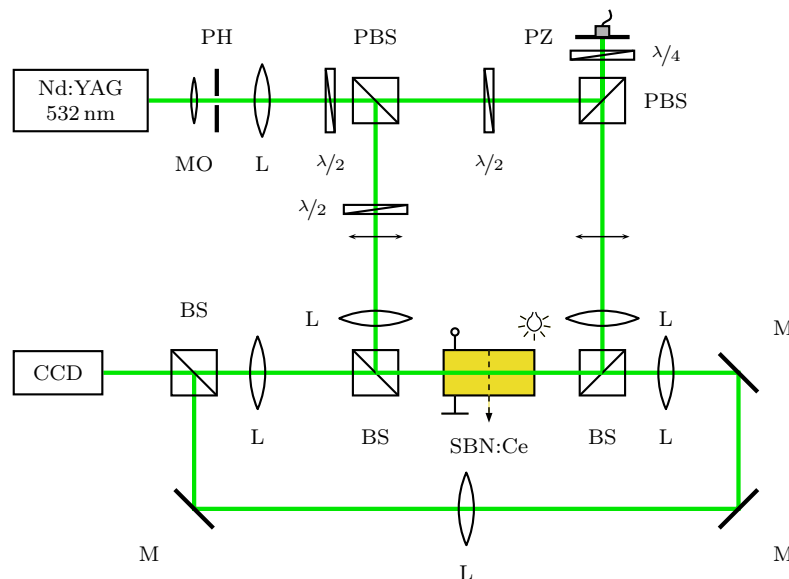 PH
PBS
PZ
λ/4
Nd:YAG
532 nm
PBS
MO
L
λ/2
λ/2
λ/2
BS
L
L
M
CCD
L
BS
SBN:Ce
BS
L
M
L
M